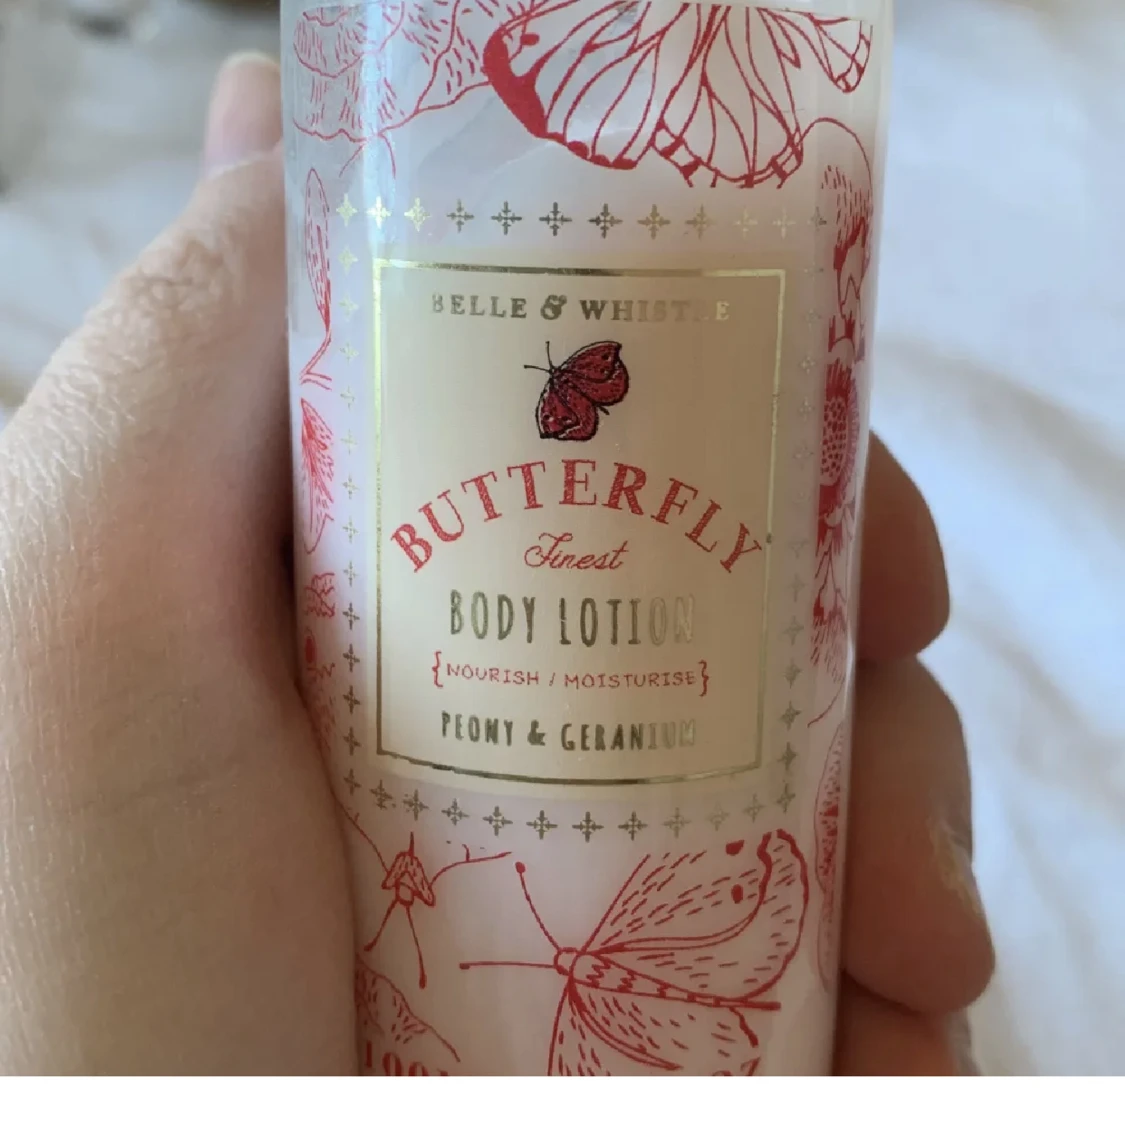 BELLE & WHISTLE
BUTTERFLY
Finest
BODY LOTION
{NOURISH / MOISTURISE}
PEONY & GERANIUM